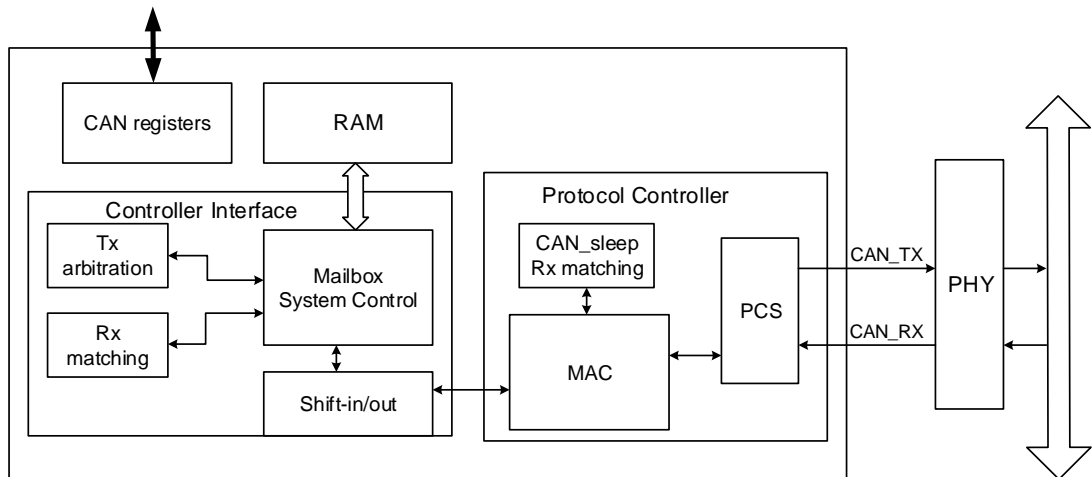 CAN registers
RAM
Controller Interface
Tx
arbitration
Rx
matching
Mailbox
System Control
Shift-in/out
Protocol Controller
CAN_sleep
Rx matching
MAC
PCS
CAN_TX
CAN_RX
PHY